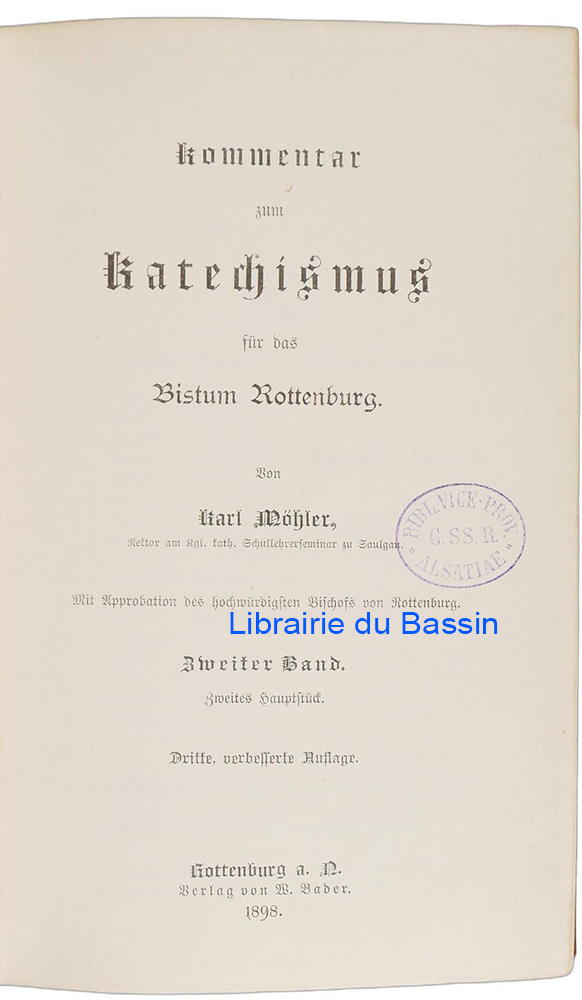 Kommentar
zum
Katechismus
für das
Bistum Rottenburg.
Von
Karl Möhler,
Rektor am Kgl. kath. Schullehrerseminar zu Saulgau.
BIBL. VICE-PROV.
C. SS. R.
ALSATIAE
Mit Approbation des hochwürdigsten Bischofs von Rottenburg.
Librairie du Bassin
Zweiter Band.
Zweites Hauptstück.
Dritte, verbesserte Auflage.
Rottenburg a. N.
Verlag von W. Bader.
1898.